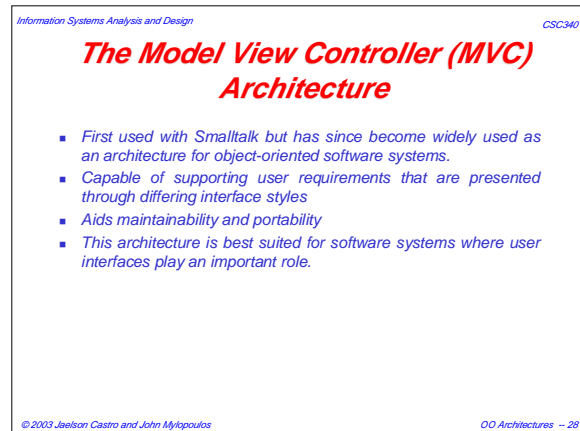 Information Systems Analysis and Design
CSC340
The Model View Controller (MVC)
Architecture
■ First used with Smalltalk but has since become widely used as
an architecture for object-oriented software systems.
■ Capable of supporting user requirements that are presented
through differing interface styles
■ Aids maintainability and portability
■ This architecture is best suited for software systems where user
interfaces play an important role.
© 2003 Jaelson Castro and John Mylopoulos
OO Architectures -- 28